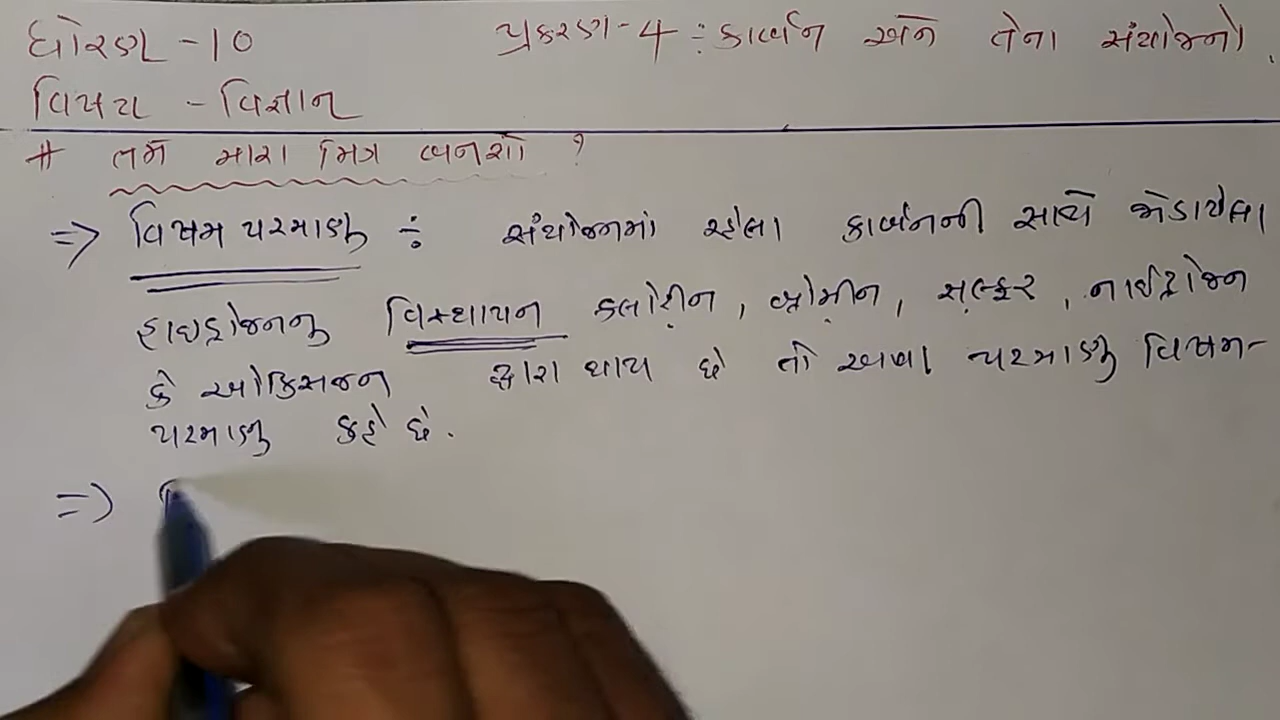 ધોરણ - 10 પ્રકરણ - 4 : કાર્બન અને તેના સંયોજનો.
વિષય - વિજ્ઞાન
# તમે મારા મિત્ર બનશો ?
=> વિષમ પરમાણુ ÷ સંયોજનમાં રહેલા કાર્બનની સાથે જોડાયેલા
હાઇડ્રોજનનુ વિસ્થાપન ક્લોરીન, બ્રોમીન, સલ્ફર, નાઈટ્રોજન
કે ઓક્સિજન દ્વારા થાય છે તો આવા પરમાણુ વિષમ-
પરમાણુ કહે છે.
=>